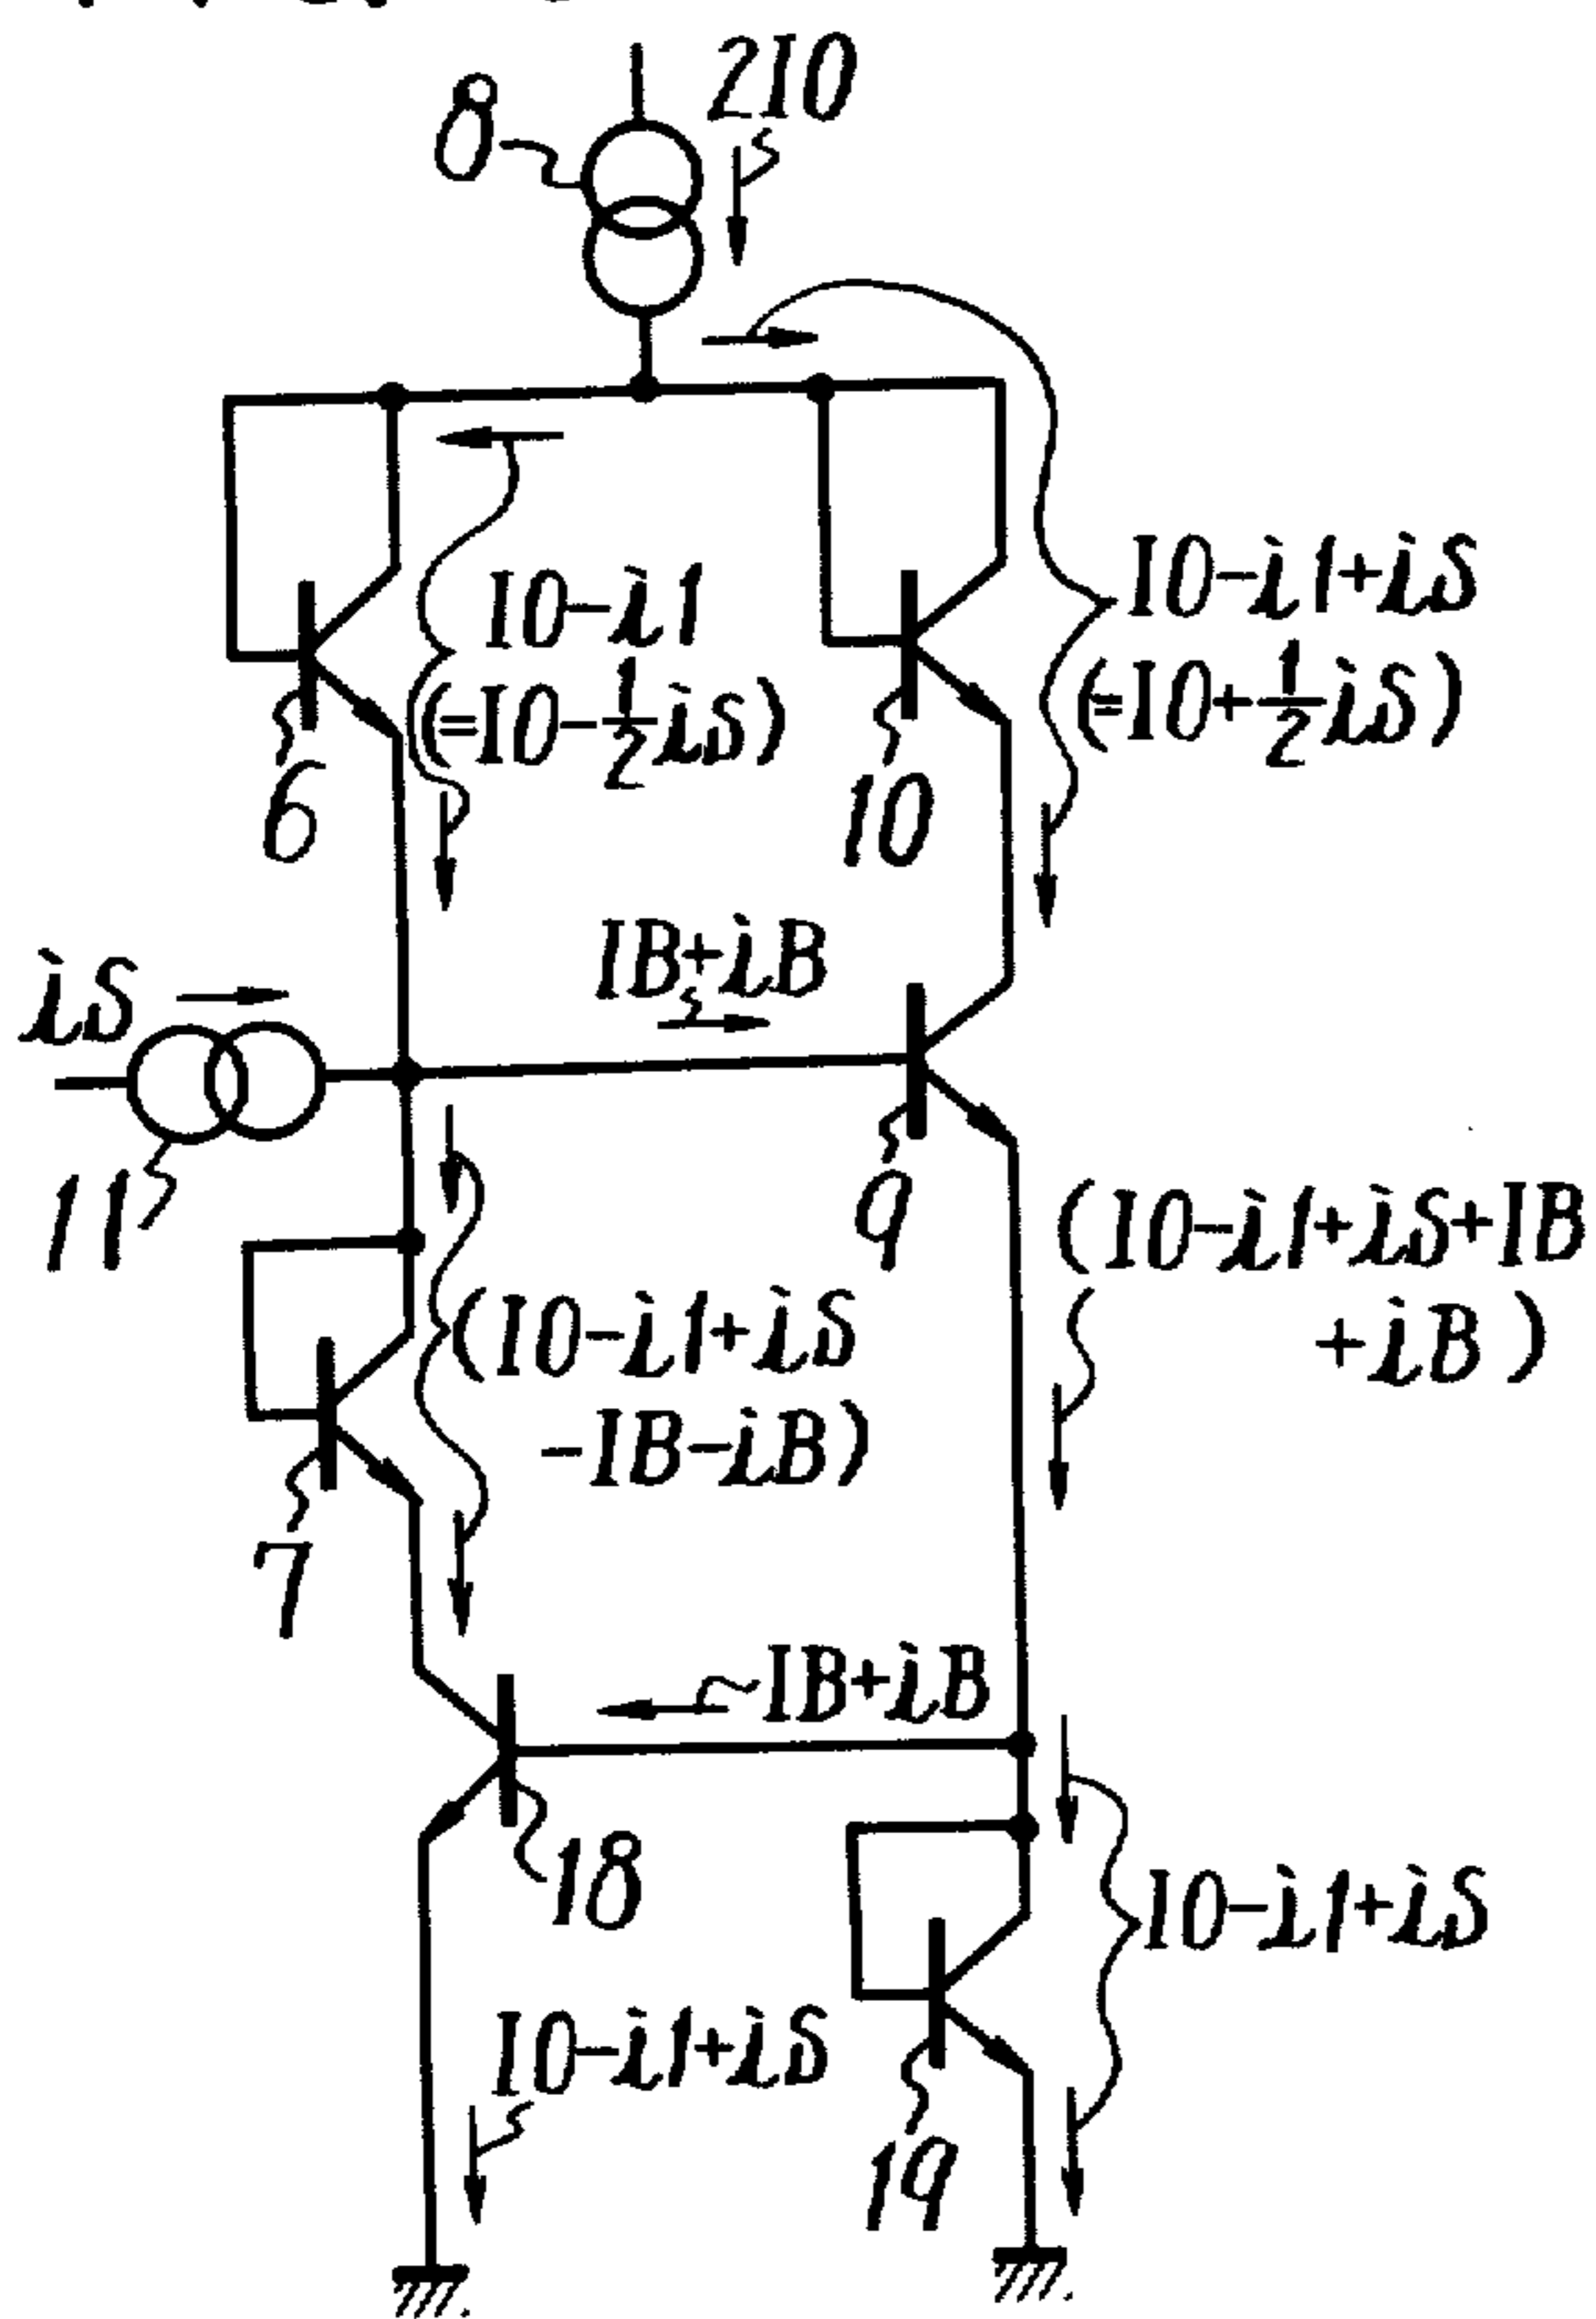 2I0
8
I0-i1+iS
(=I0+1/2iS)
I0-i1
(=I0-1/2iS)
6
10
IB+iB
iS
11
9
(I0-i1+iS+IB
+iB)
(I0-i1+iS
-IB-iB)
7
IB+iB
18
I0-i1+iS
I0-i1+iS
19